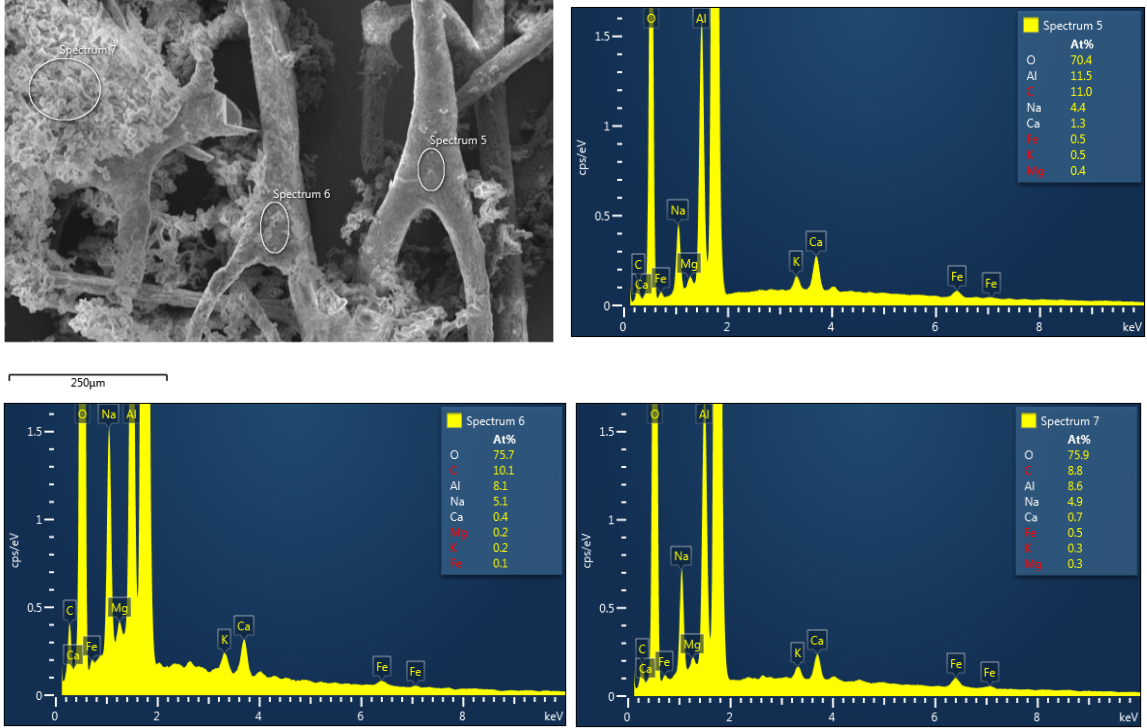 Spectrum 7
Spectrum 5
Spectrum 6
250µm
Spectrum 5
At%
O 70.4
Al 11.5
C 11.0
Na 4.4
Ca 1.3
Fe 0.5
K 0.5
Mg 0.4
O Al
Na
C Mg
Ca Fe
K Ca
Fe Fe
cps/eV
1.5
1
0.5
0
0 2 4 6 8 keV
Spectrum 6
At%
O 75.7
C 10.1
Al 8.1
Na 5.1
Ca 0.4
Mg 0.2
K 0.2
Fe 0.1
O Na Al
C Mg
Ca Fe
K Ca
Fe Fe
cps/eV
1.5
1
0.5
0
0 2 4 6 8 keV
Spectrum 7
At%
O 75.9
C 8.8
Al 8.6
Na 4.9
Ca 0.7
Fe 0.5
K 0.3
Mg 0.3
O Al
Na
C Mg
Ca Fe
K Ca
Fe Fe
cps/eV
1.5
1
0.5
0
0 2 4 6 8 keV